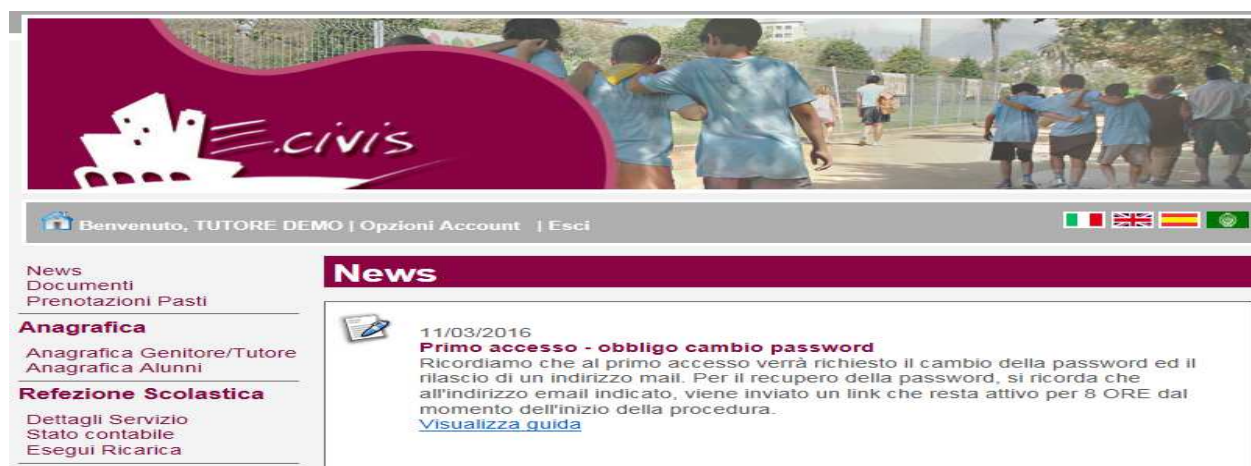 E.civis
Benvenuto, TUTORE DEMO | Opzioni Account | Esci
News
Documenti
Prenotazioni Pasti
Anagrafica
Anagrafica Genitore/Tutore
Anagrafica Alunni
Refezione Scolastica
Dettagli Servizio
Stato contabile
Esegui Ricarica
News
11/03/2016
Primo accesso - obbligo cambio password
Ricordiamo che al primo accesso verrà richiesto il cambio della password ed il
rilascio di un indirizzo mail. Per il recupero della password, si ricorda che
all'indirizzo email indicato, viene inviato un link che resta attivo per 8 ORE dal
momento dell'inizio della procedura.
Visualizza guida